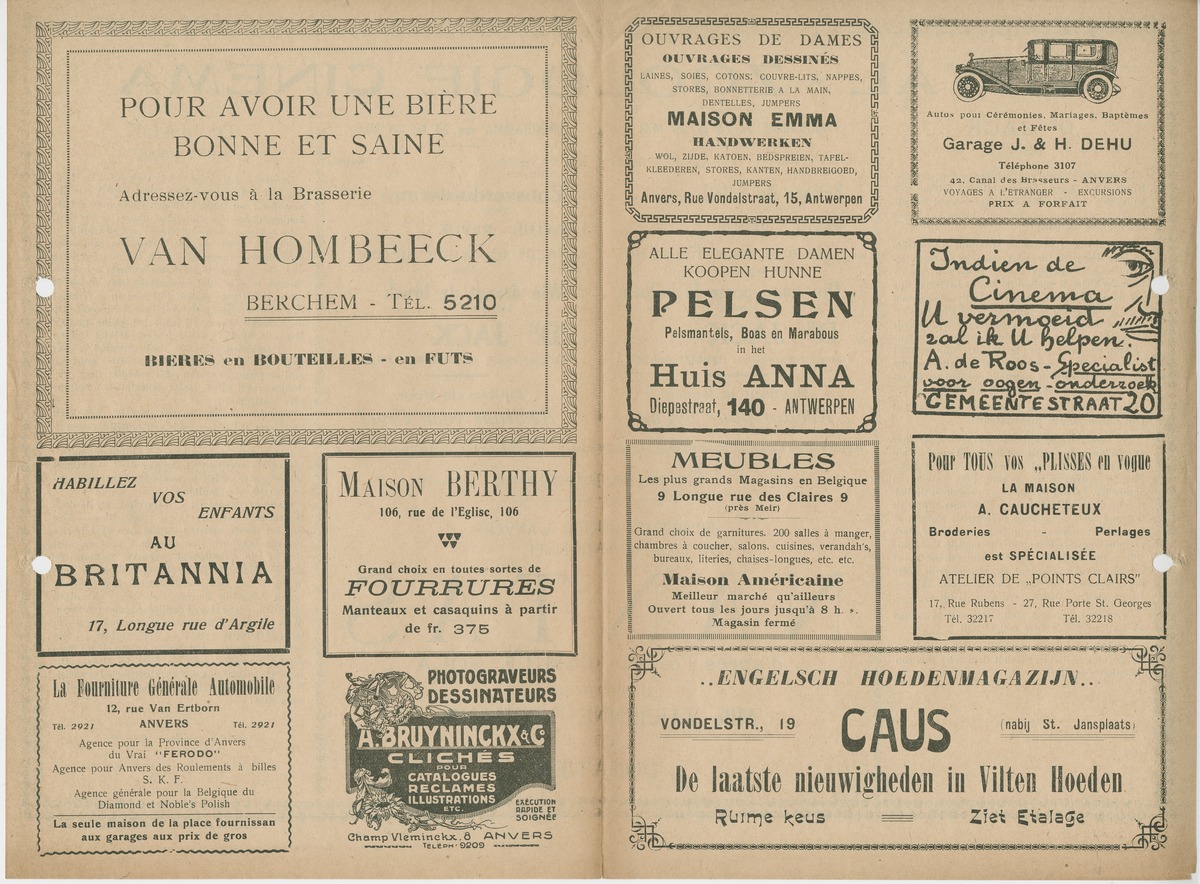 POUR AVOIR UNE BIÈRE
BONNE ET SAINE
Adressez-vous à la Brasserie
VAN HOMBEECK
BERCHEM - TÉL. 5210
BIERES en BOUTEILLES - en FUTS
HABILLEZ
VOS
ENFANTS
AU
BRITANNIA
17, Longue rue d'Argile
MAISON BERTHY
106, rue de l'Eglise, 106
Grand choix en toutes sortes de
FOURRURES
Manteaux et casaquins à partir
de fr. 375
La Fourniture Générale Automobile
12, rue Van Ertborn
Tél. 2921 ANVERS Tél. 2921
Agence pour la Province d'Anvers
du Vrai "FERODO"
Agence pour Anvers des Roulements à billes
S. K. F.
Agence générale pour la Belgique du
Diamond et Noble's Polish
La seule maison de la place fournissan
aux garages aux prix de gros
PHOTOGRAVEURS
DESSINATEURS
A. BRUYNINCKX & Co
CLICHÉS
POUR
CATALOGUES
RECLAMES
ILLUSTRATIONS
ETC.
EXÉCUTION
RAPIDE ET
SOIGNÉE
Champ Vleminckx. 8 ANVERS
TELÉPH. 9209
OUVRAGES DE DAMES
OUVRAGES DESSINÉS
LAINES, SOIES, COTONS, COUVRE-LITS, NAPPES,
STORES, BONNETTERIE A LA MAIN,
DENTELLES, JUMPERS
MAISON EMMA
HANDWERKEN
WOL, ZIJDE, KATOEN, BEDSPREIEN, TAFEL-
KLEEDEREN, STORES, KANTEN, HANDBREIGOED,
JUMPERS
Anvers, Rue Vondelstraat, 15, Antwerpen
Autos pour Cérémonies, Mariages, Baptêmes
et Fêtes
Garage J. & H. DEHU
Téléphone 3107
42, Canal des Brasseurs - ANVERS
VOYAGES A L'ÉTRANGER - EXCURSIONS
PRIX A FORFAIT
ALLE ELEGANTE DAMEN
KOOPEN HUNNE
PELSEN
Pelsmantels, Boas en Marabous
in het
Huis ANNA
Diepestraat, 140 - ANTWERPEN
Indien de
Cinema
U vermoeid
zal ik U helpen.
A. de Roos - Specialist
voor oogen - onderzoek
GEMEENTESTRAAT 20
MEUBLES
Les plus grands Magasins en Belgique
9 Longue rue des Claires 9
(près Meir)
Grand choix de garnitures. 200 salles à manger,
chambres à coucher, salons. cuisines, verandah's,
bureaux, literies, chaises-longues, etc. etc.
Maison Américaine
Meilleur marché qu'ailleurs
Ouvert tous les jours jusqu'à 8 h. s.
Magasin fermé
Pour TOUS vos „PLISSES en vogue
LA MAISON
A. CAUCHETEUX
Broderies - Perlages
est SPÉCIALISÉE
ATELIER DE „POINTS CLAIRS"
17, Rue Rubens - 27, Rue Porte St. Georges
Tél. 32217 Tél. 32218
..ENGELSCH HOEDENMAGAZIJN..
VONDELSTR., 19 CAUS (nabij St. Jansplaats)
De laatste nieuwigheden in Vilten Hoeden
Ruime keus = Ziet Etalage